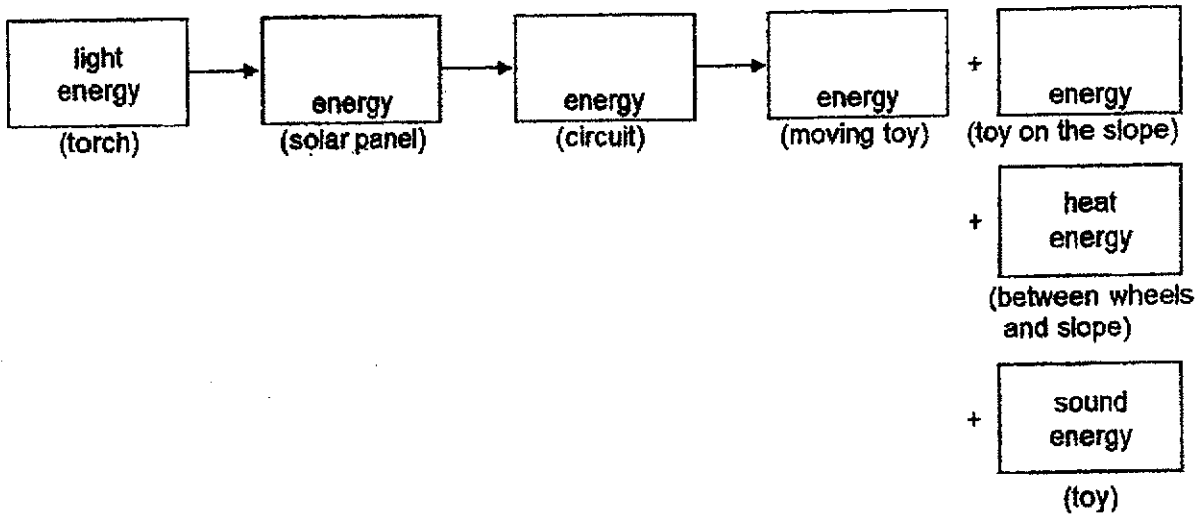 light
energy
(torch)
energy
(solar panel)
energy
(circuit)
energy
(moving toy)
+
energy
(toy on the slope)
+
heat
energy
(between wheels
and slope)
+
sound
energy
(toy)